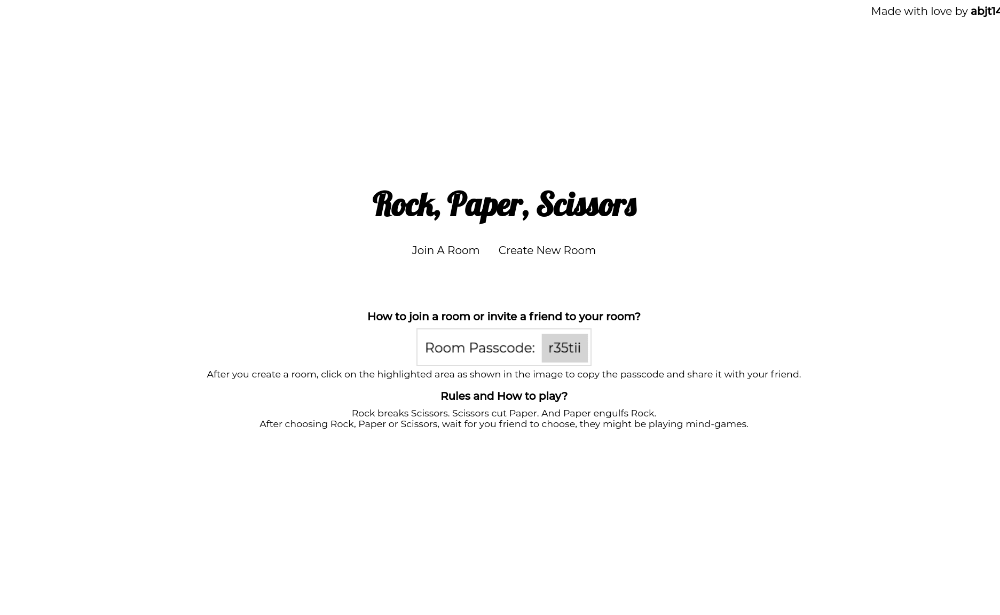 Made with love by abjt14
Rock, Paper, Scissors
Join A Room Create New Room
How to join a room or invite a friend to your room?
Room Passcode: r35tii
After you create a room, click on the highlighted area as shown in the image to copy the passcode and share it with your friend.
Rules and How to play?
Rock breaks Scissors. Scissors cut Paper. And Paper engulfs Rock.
After choosing Rock, Paper or Scissors, wait for you friend to choose, they might be playing mind-games.